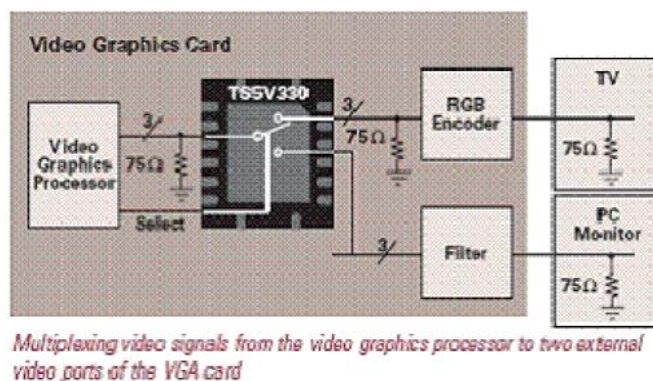 Video Graphics Card
TS5V330
TV
3
3
RGB
Encoder
Video
Graphics
Processor
75Ω
75Ω
75Ω
Select
PC
Monitor
3
Filter
75Ω
Multiplexing video signals from the video graphics processor to two external
video ports of the VGA card